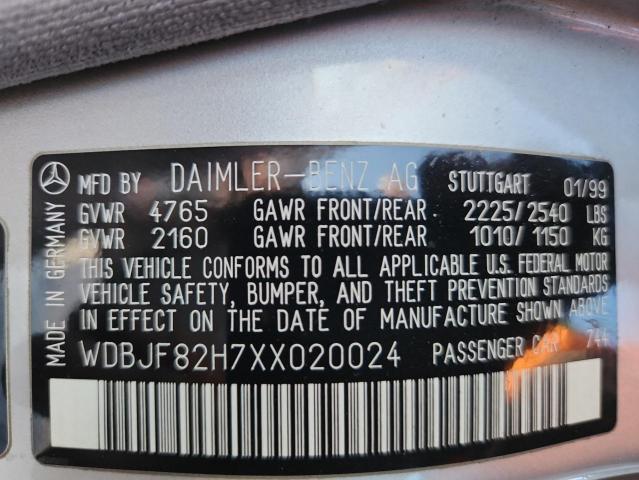 MFD BY DAIMLER-BENZ AG STUTTGART 01/99
GVWR 4765 GAWR FRONT/REAR 2225/2540 LBS
GVWR 2160 GAWR FRONT/REAR 1010/1150 KG
THIS VEHICLE CONFORMS TO ALL APPLICABLE U.S. FEDERAL MOTOR
VEHICLE SAFETY, BUMPER, AND THEFT PREVENTION STANDARDS
IN EFFECT ON THE DATE OF MANUFACTURE SHOWN ABOVE.
WDBJF82H7XX020024 PASSENGER CAR 744
MADE IN GERMANY